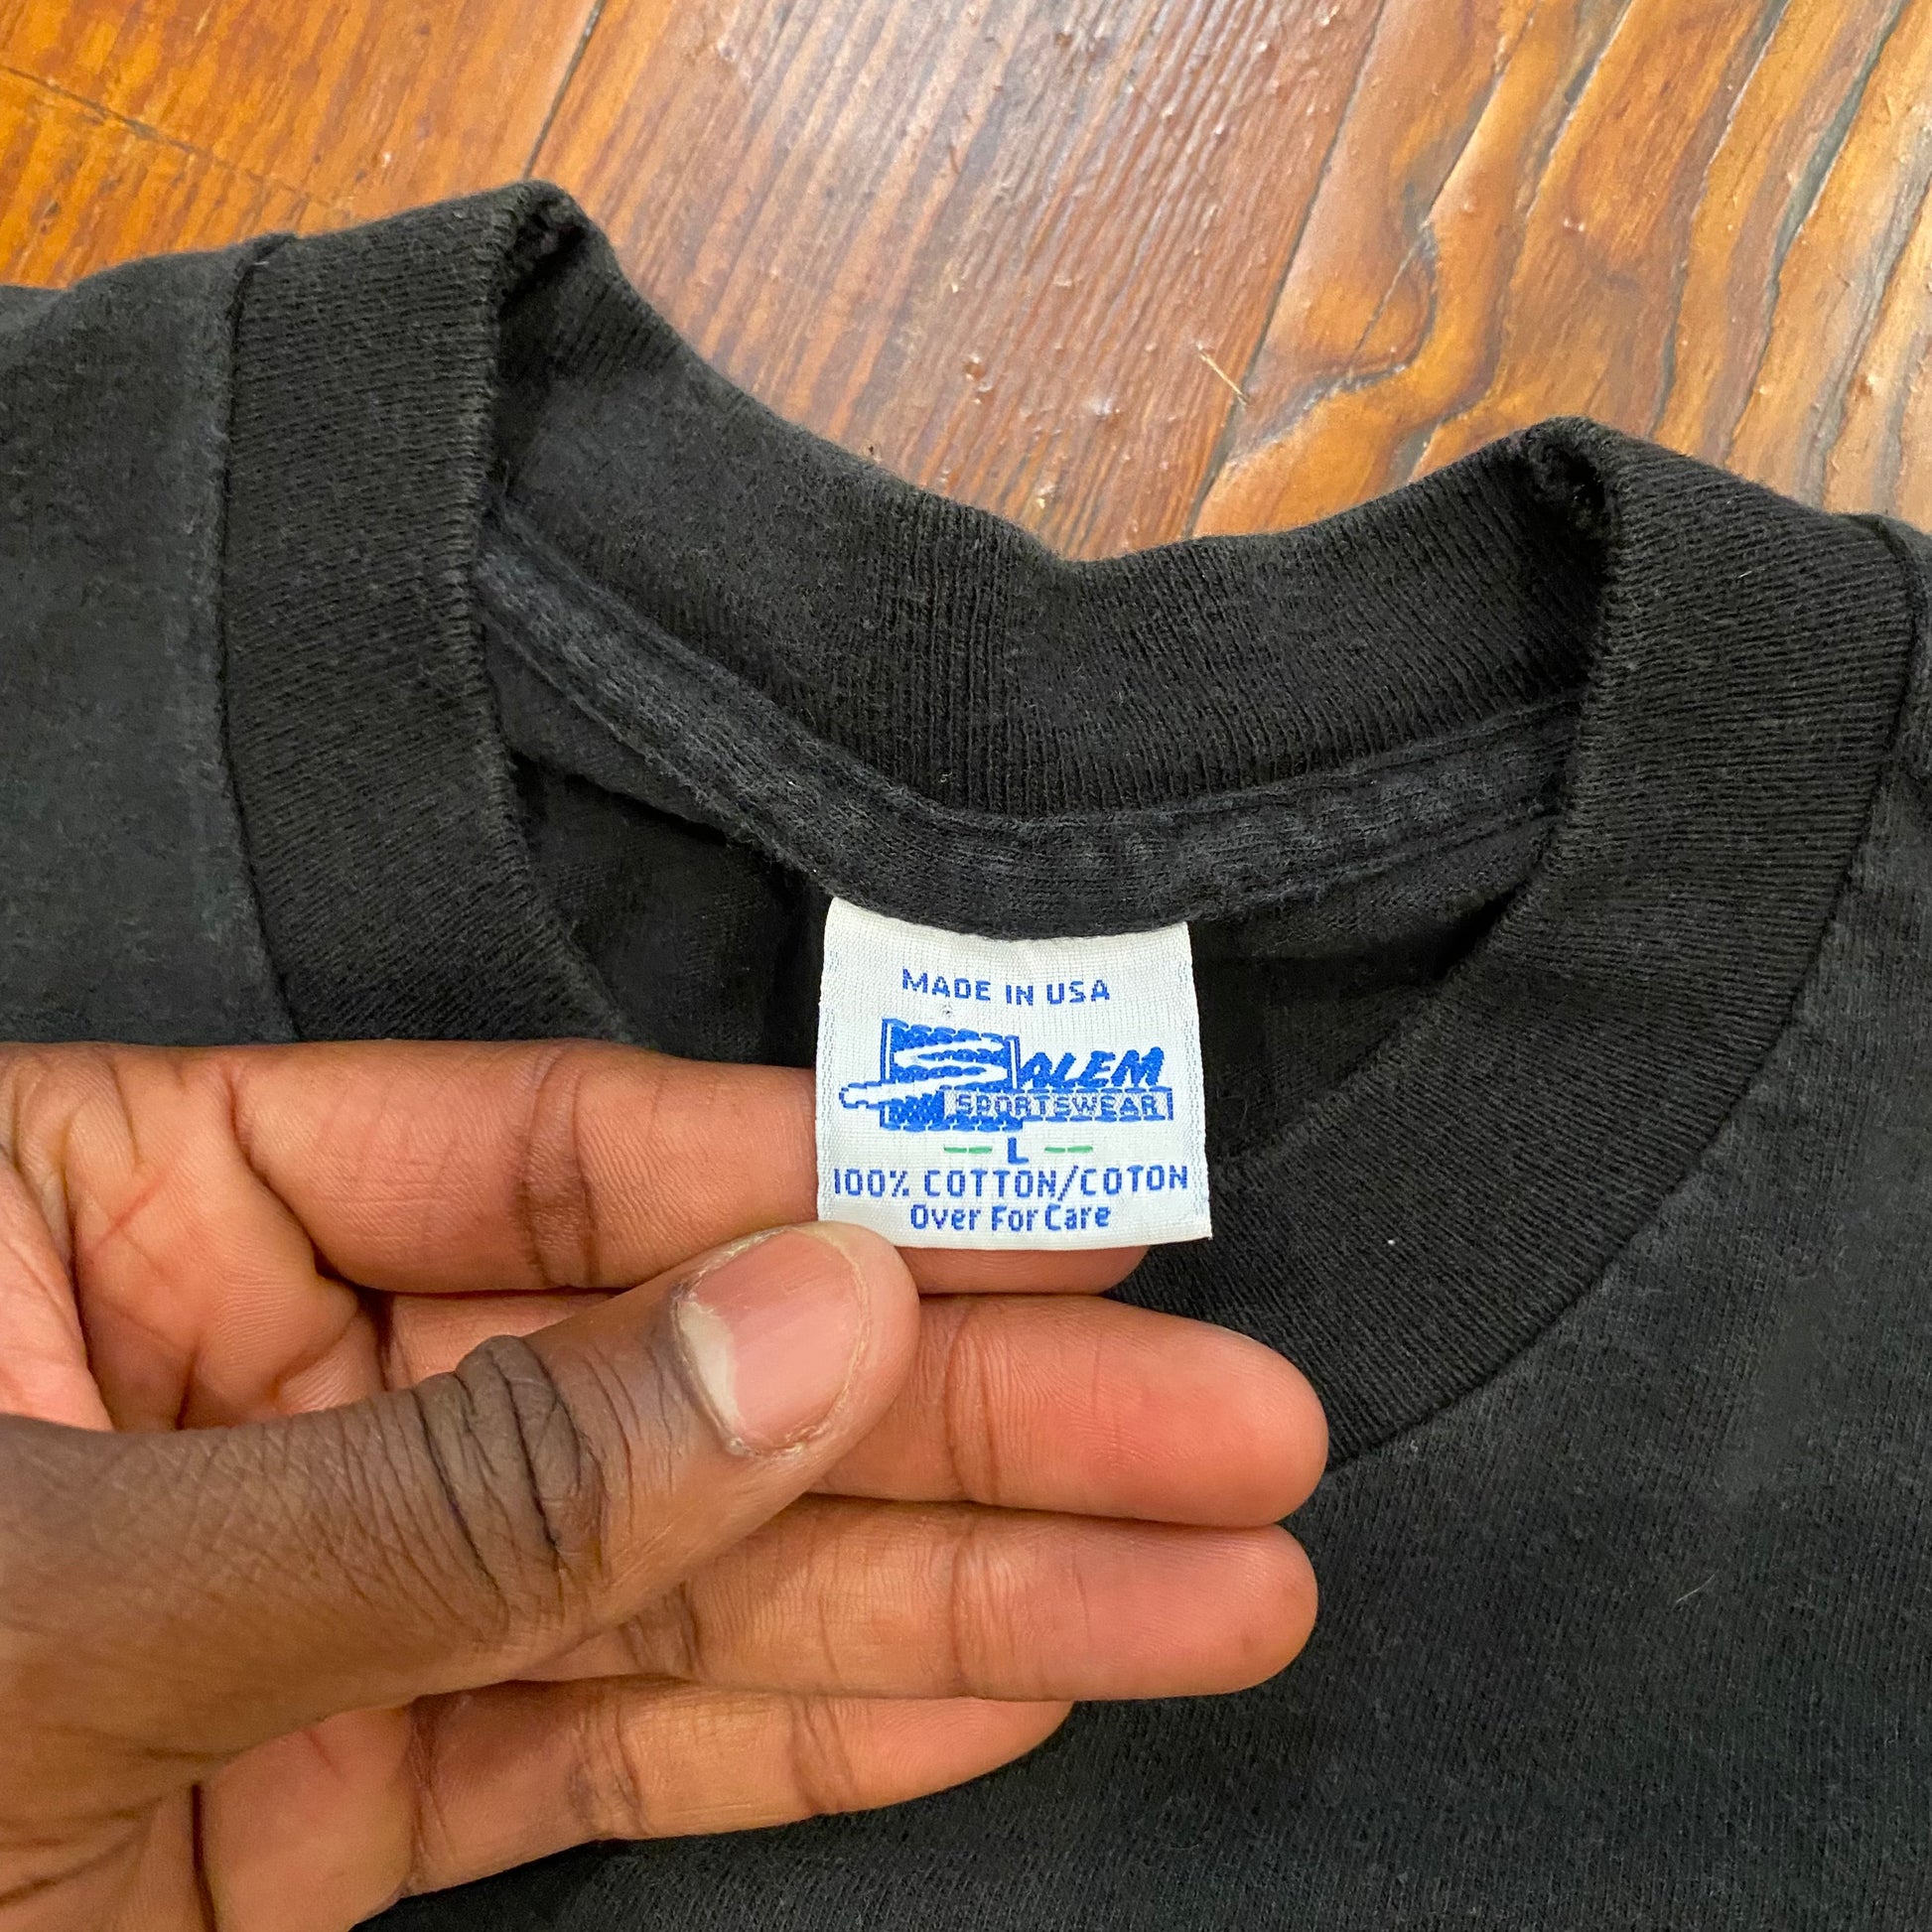 MADE IN USA
SALEM
SPORTSWEAR
L
100% COTTON/COTON
Over For Care